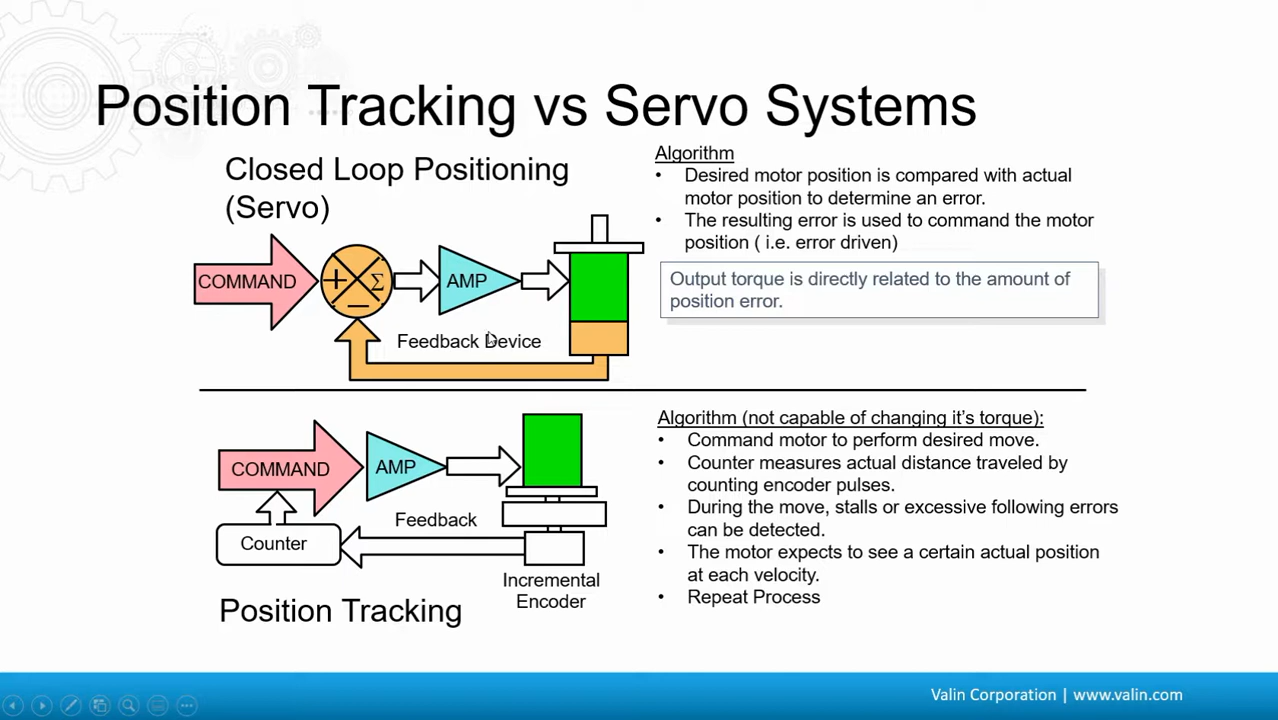 Position Tracking vs Servo Systems
Closed Loop Positioning
(Servo)
COMMAND
+
Σ
−
AMP
Feedback Device
Algorithm
• Desired motor position is compared with actual
motor position to determine an error.
• The resulting error is used to command the motor
position ( i.e. error driven)
Output torque is directly related to the amount of
position error.
COMMAND
AMP
Feedback
Counter
Incremental
Encoder
Position Tracking
Algorithm (not capable of changing it's torque):
• Command motor to perform desired move.
• Counter measures actual distance traveled by
counting encoder pulses.
• During the move, stalls or excessive following errors
can be detected.
• The motor expects to see a certain actual position
at each velocity.
• Repeat Process
Valin Corporation | www.valin.com